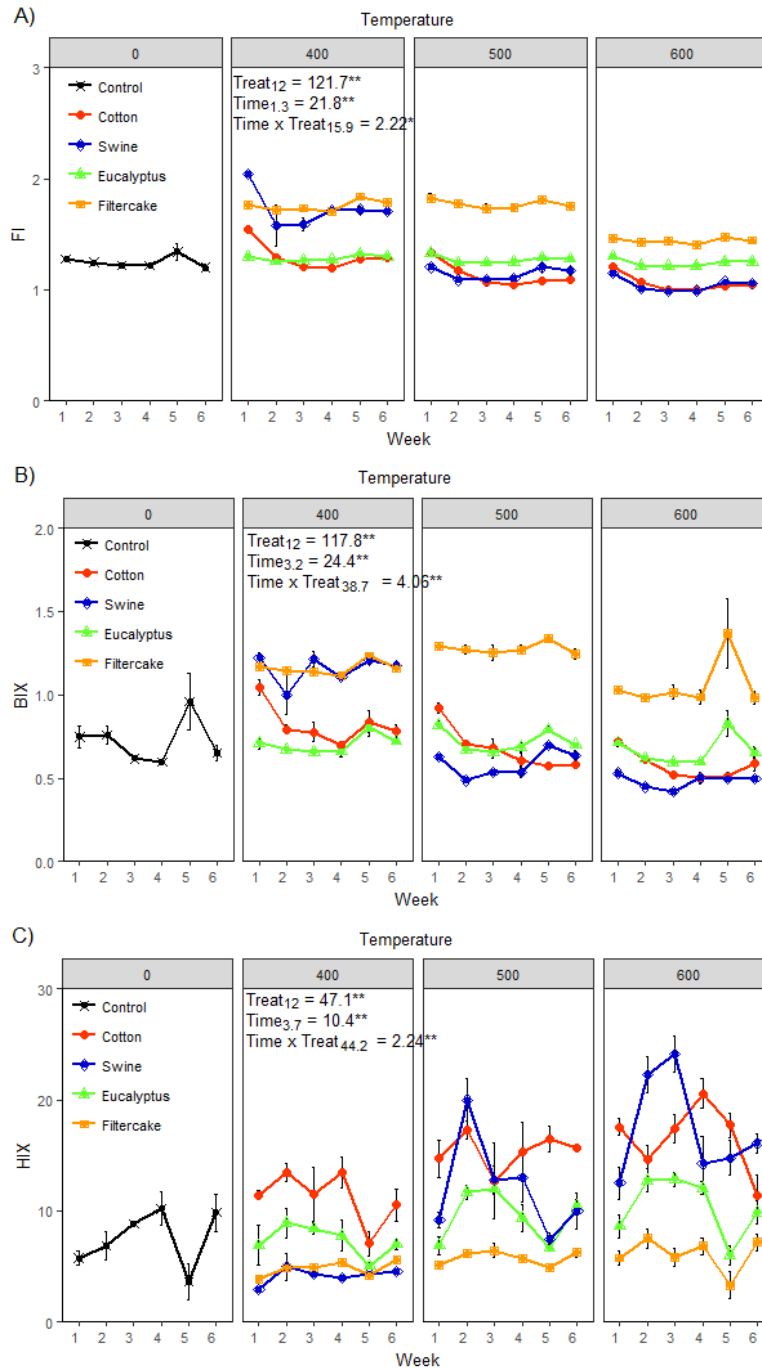 A)
Temperature
0 400 500 600
Control
Cotton
Swine
Eucalyptus
Filtercake
Treat12 = 121.7**
Time1.3 = 21.8**
Time x Treat15.9 = 2.22*
3
2
1
0
FI
1 2 3 4 5 6 1 2 3 4 5 6 1 2 3 4 5 6 1 2 3 4 5 6
Week
B)
Temperature
0 400 500 600
Control
Cotton
Swine
Eucalyptus
Filtercake
Treat12 = 117.8**
Time3.2 = 24.4**
Time x Treat38.7 = 4.06**
2.0
1.5
1.0
0.5
0.0
BIX
1 2 3 4 5 6 1 2 3 4 5 6 1 2 3 4 5 6 1 2 3 4 5 6
Week
C)
Temperature
0 400 500 600
Control
Cotton
Swine
Eucalyptus
Filtercake
Treat12 = 47.1**
Time3.7 = 10.4**
Time x Treat44.2 = 2.24**
30
20
10
0
HIX
1 2 3 4 5 6 1 2 3 4 5 6 1 2 3 4 5 6 1 2 3 4 5 6
Week